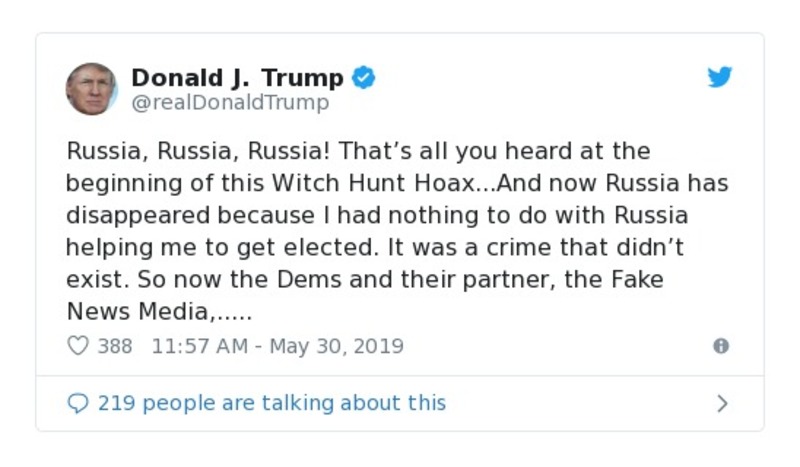 Donald J. Trump
@realDonaldTrump
Russia, Russia, Russia! That’s all you heard at the
beginning of this Witch Hunt Hoax...And now Russia has
disappeared because I had nothing to do with Russia
helping me to get elected. It was a crime that didn’t
exist. So now the Dems and their partner, the Fake
News Media,.....
388 11:57 AM - May 30, 2019
219 people are talking about this